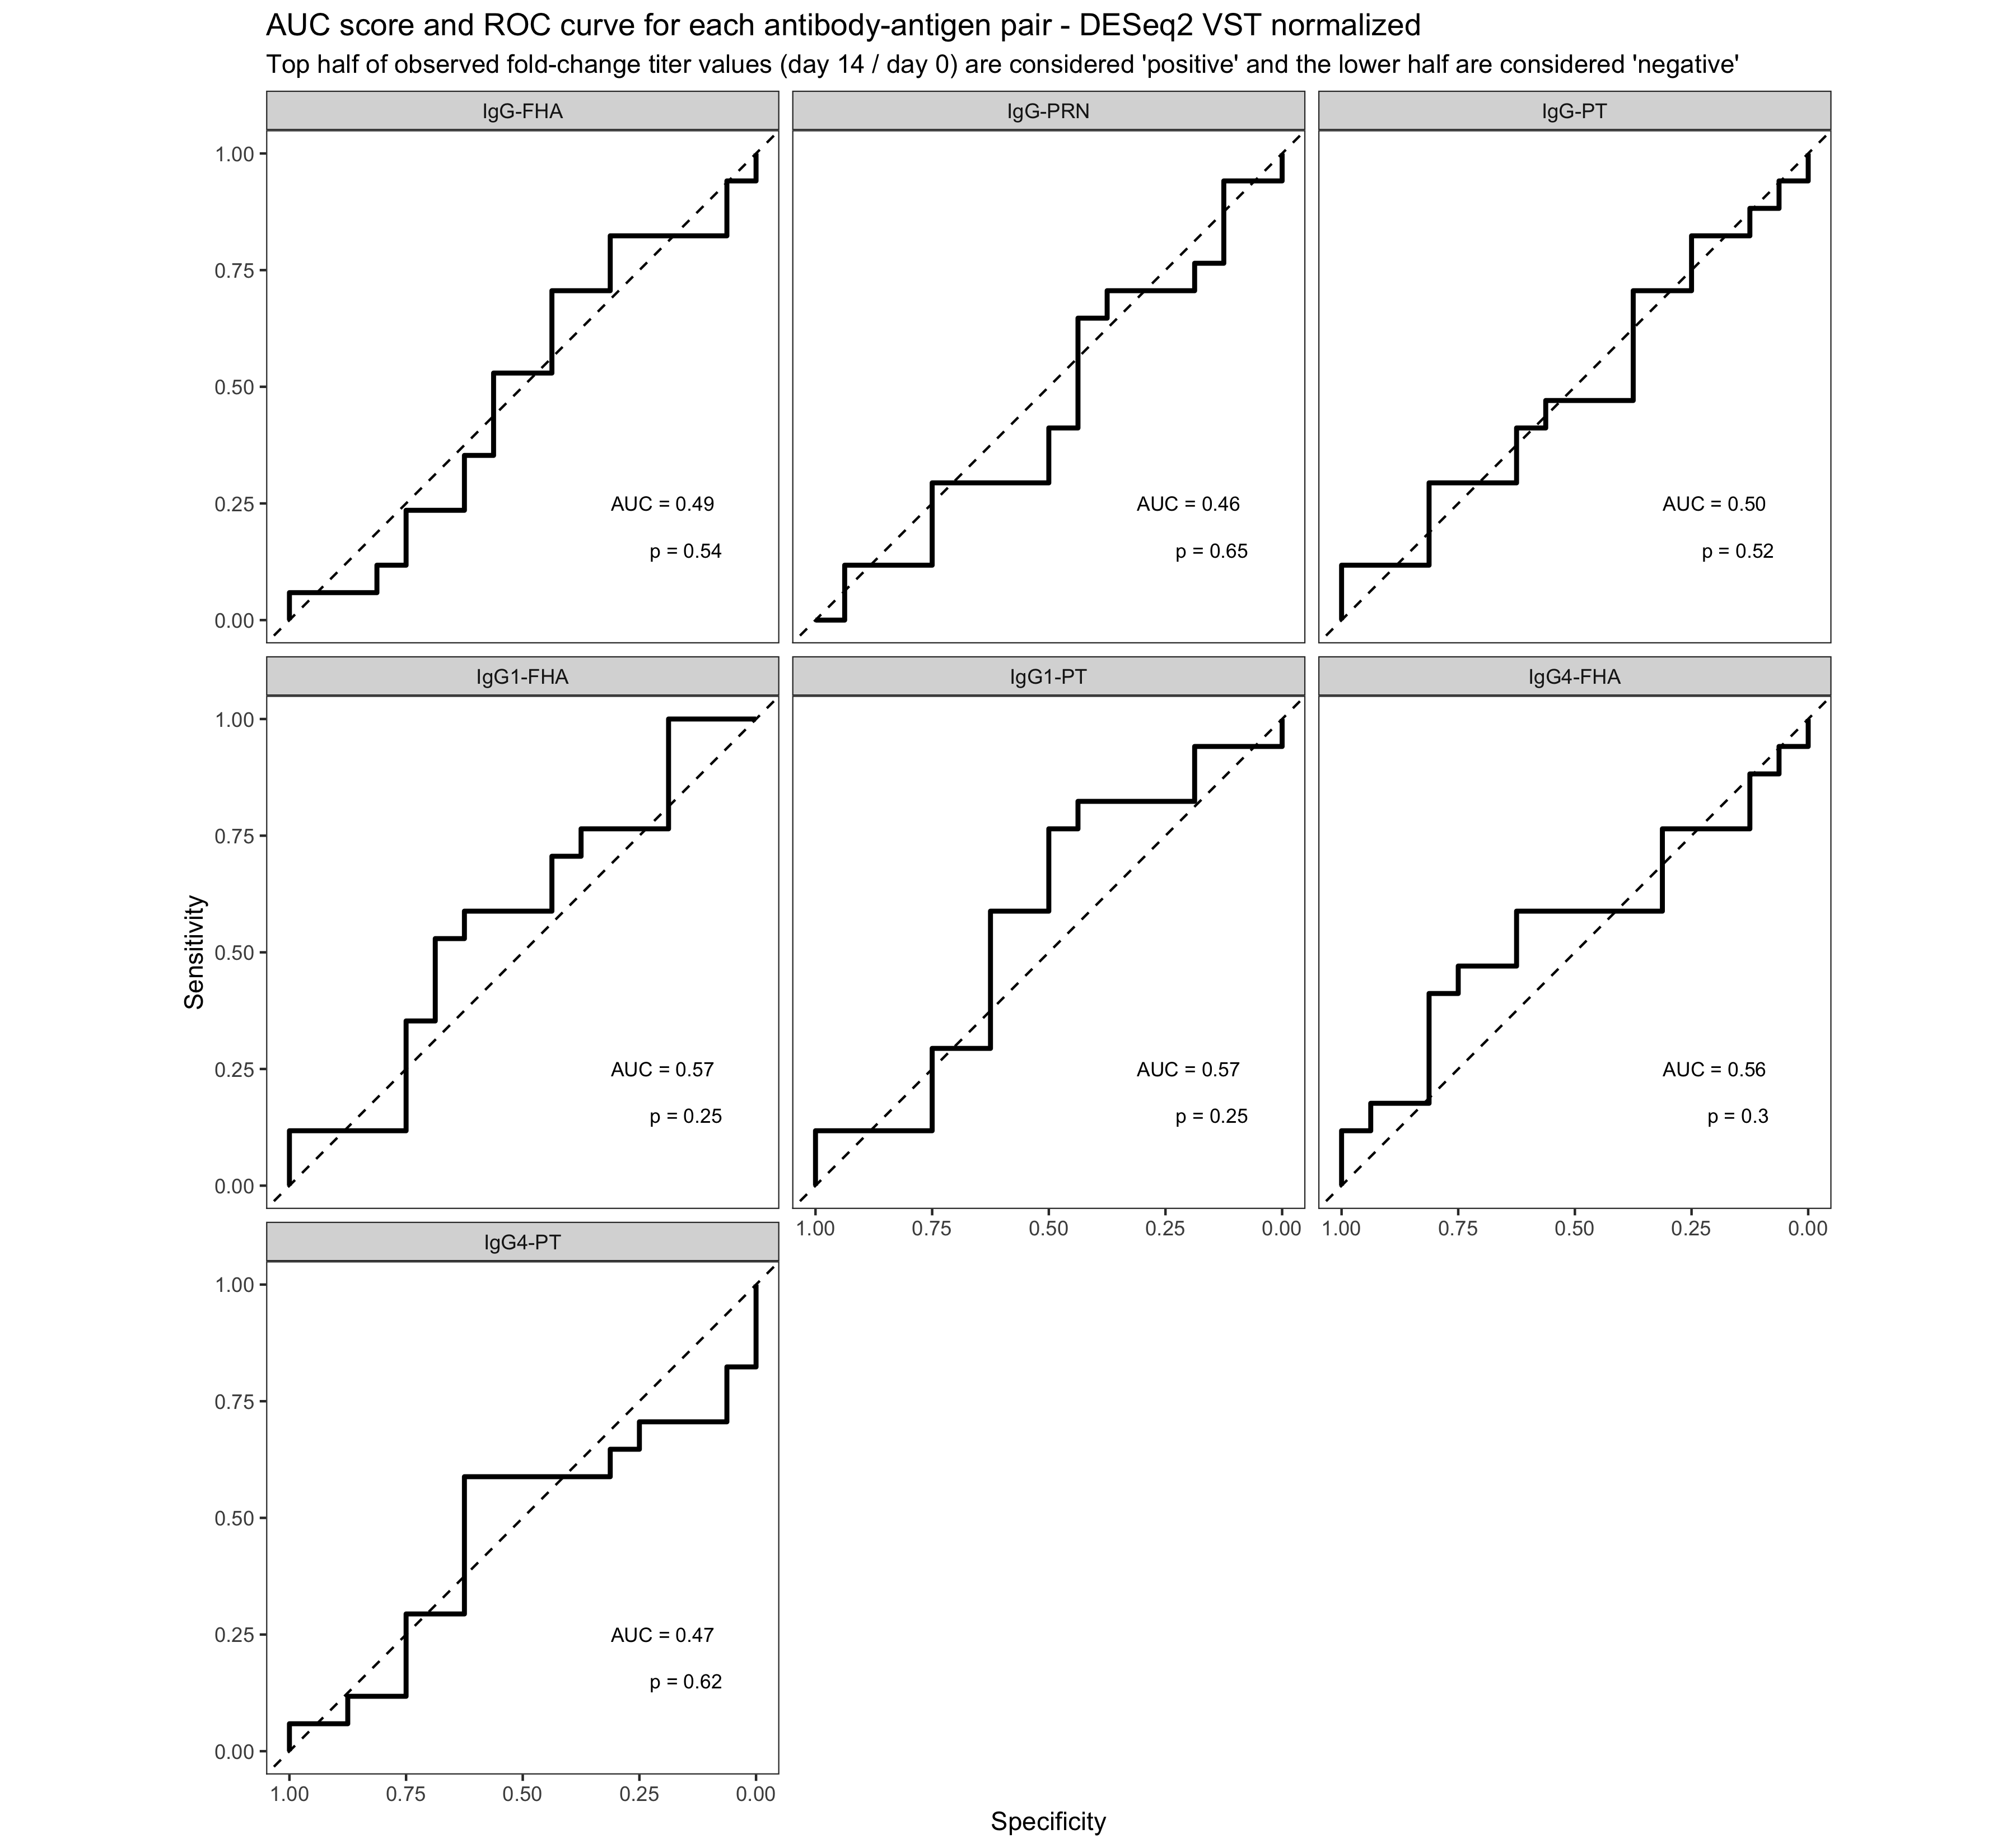 AUC score and ROC curve for each antibody-antigen pair - DESeq2 VST normalized
Top half of observed fold-change titer values (day 14 / day 0) are considered 'positive' and the lower half are considered 'negative'
IgG-FHA
IgG-PRN
IgG-PT
1.00
0.75
0.50
0.25
0.00
AUC = 0.49
p = 0.54
AUC = 0.46
p = 0.65
AUC = 0.50
p = 0.52
IgG1-FHA
IgG1-PT
IgG4-FHA
Sensitivity
1.00
0.75
0.50
0.25
0.00
AUC = 0.57
p = 0.25
AUC = 0.57
p = 0.25
AUC = 0.56
p = 0.3
1.00 0.75 0.50 0.25 0.00
1.00 0.75 0.50 0.25 0.00
IgG4-PT
1.00
0.75
0.50
0.25
0.00
AUC = 0.47
p = 0.62
1.00 0.75 0.50 0.25 0.00
Specificity